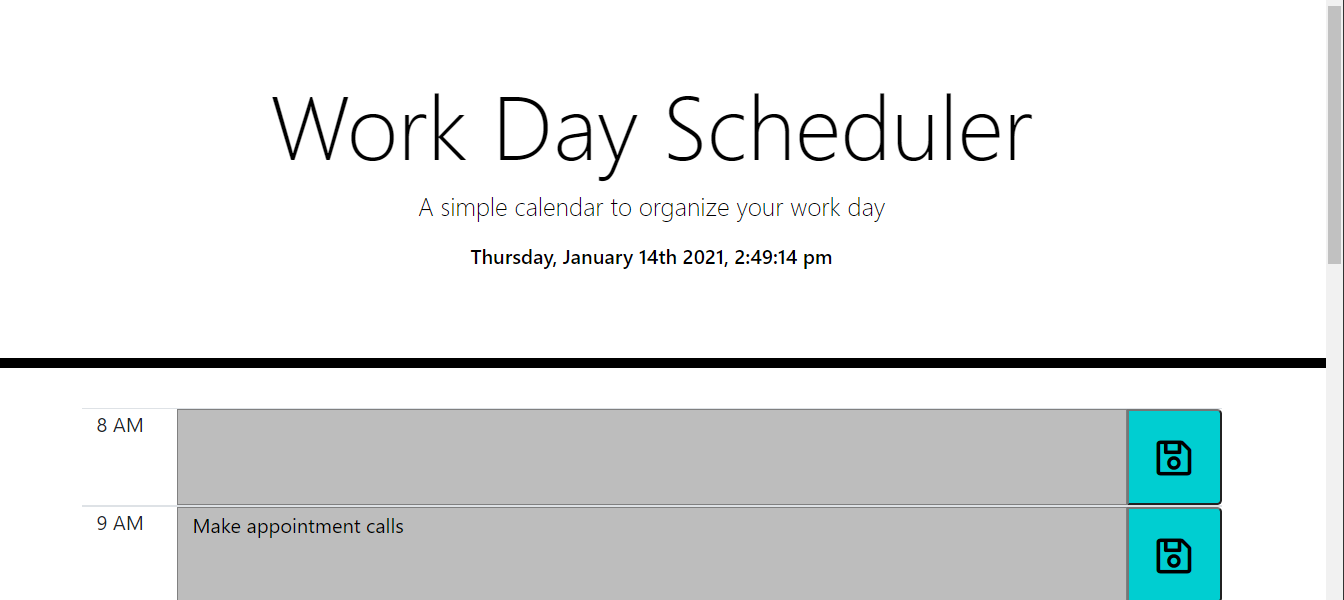 Work Day Scheduler
A simple calendar to organize your work day
Thursday, January 14th 2021, 2:49:14 pm
8 AM
9 AM
Make appointment calls